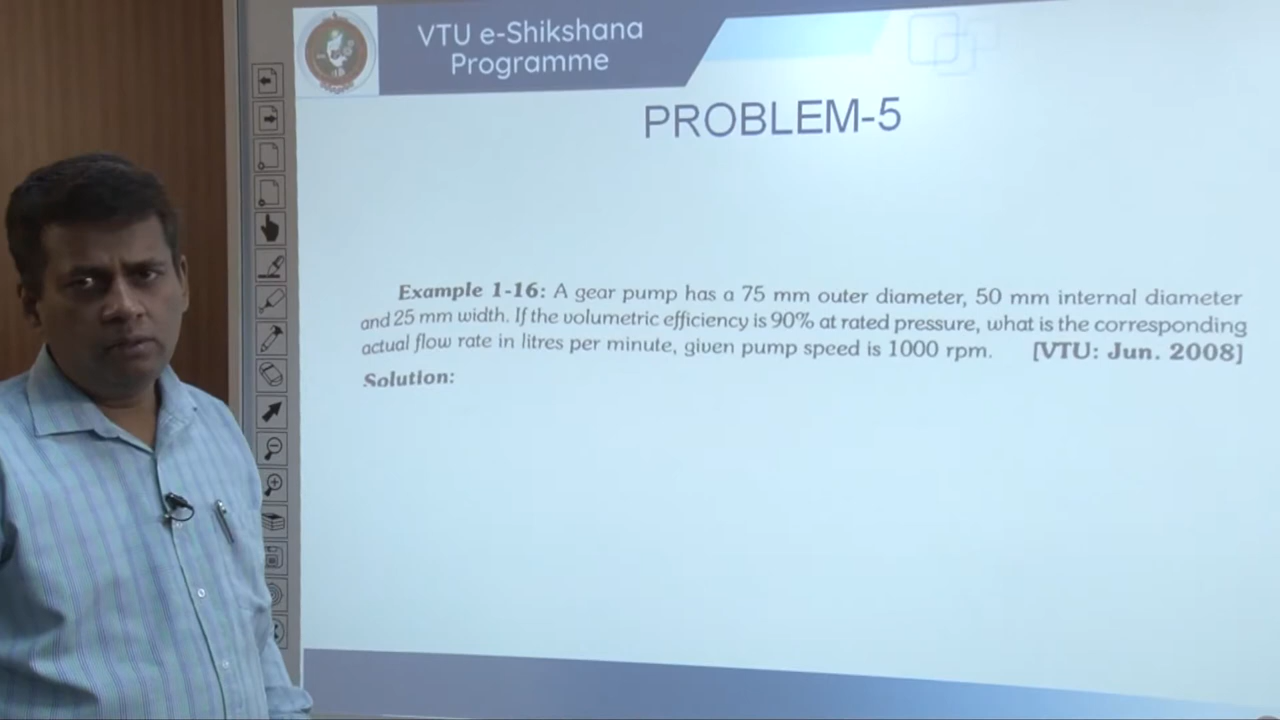 VTU e-Shikshana
Programme
PROBLEM-5
Example 1-16: A gear pump has a 75 mm outer diameter, 50 mm internal diameter
and 25 mm width. If the volumetric efficiency is 90% at rated pressure, what is the corresponding
actual flow rate in litres per minute, given pump speed is 1000 rpm. [VTU: Jun. 2008]
Solution: